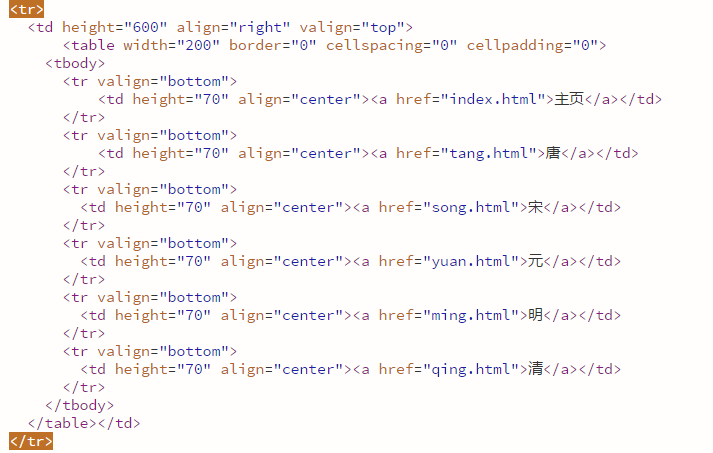 <tr>
<td height="600" align="right" valign="top">
<table width="200" border="0" cellspacing="0" cellpadding="0">
<tbody>
<tr valign="bottom">
<td height="70" align="center"><a href="index.html">主页</a></td>
</tr>
<tr valign="bottom">
<td height="70" align="center"><a href="tang.html">唐</a></td>
</tr>
<tr valign="bottom">
<td height="70" align="center"><a href="song.html">宋</a></td>
</tr>
<tr valign="bottom">
<td height="70" align="center"><a href="yuan.html">元</a></td>
</tr>
<tr valign="bottom">
<td height="70" align="center"><a href="ming.html">明</a></td>
</tr>
<tr valign="bottom">
<td height="70" align="center"><a href="qing.html">清</a></td>
</tr>
</tbody>
</table></td>
</tr>